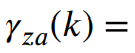 γ_{za}(k) =